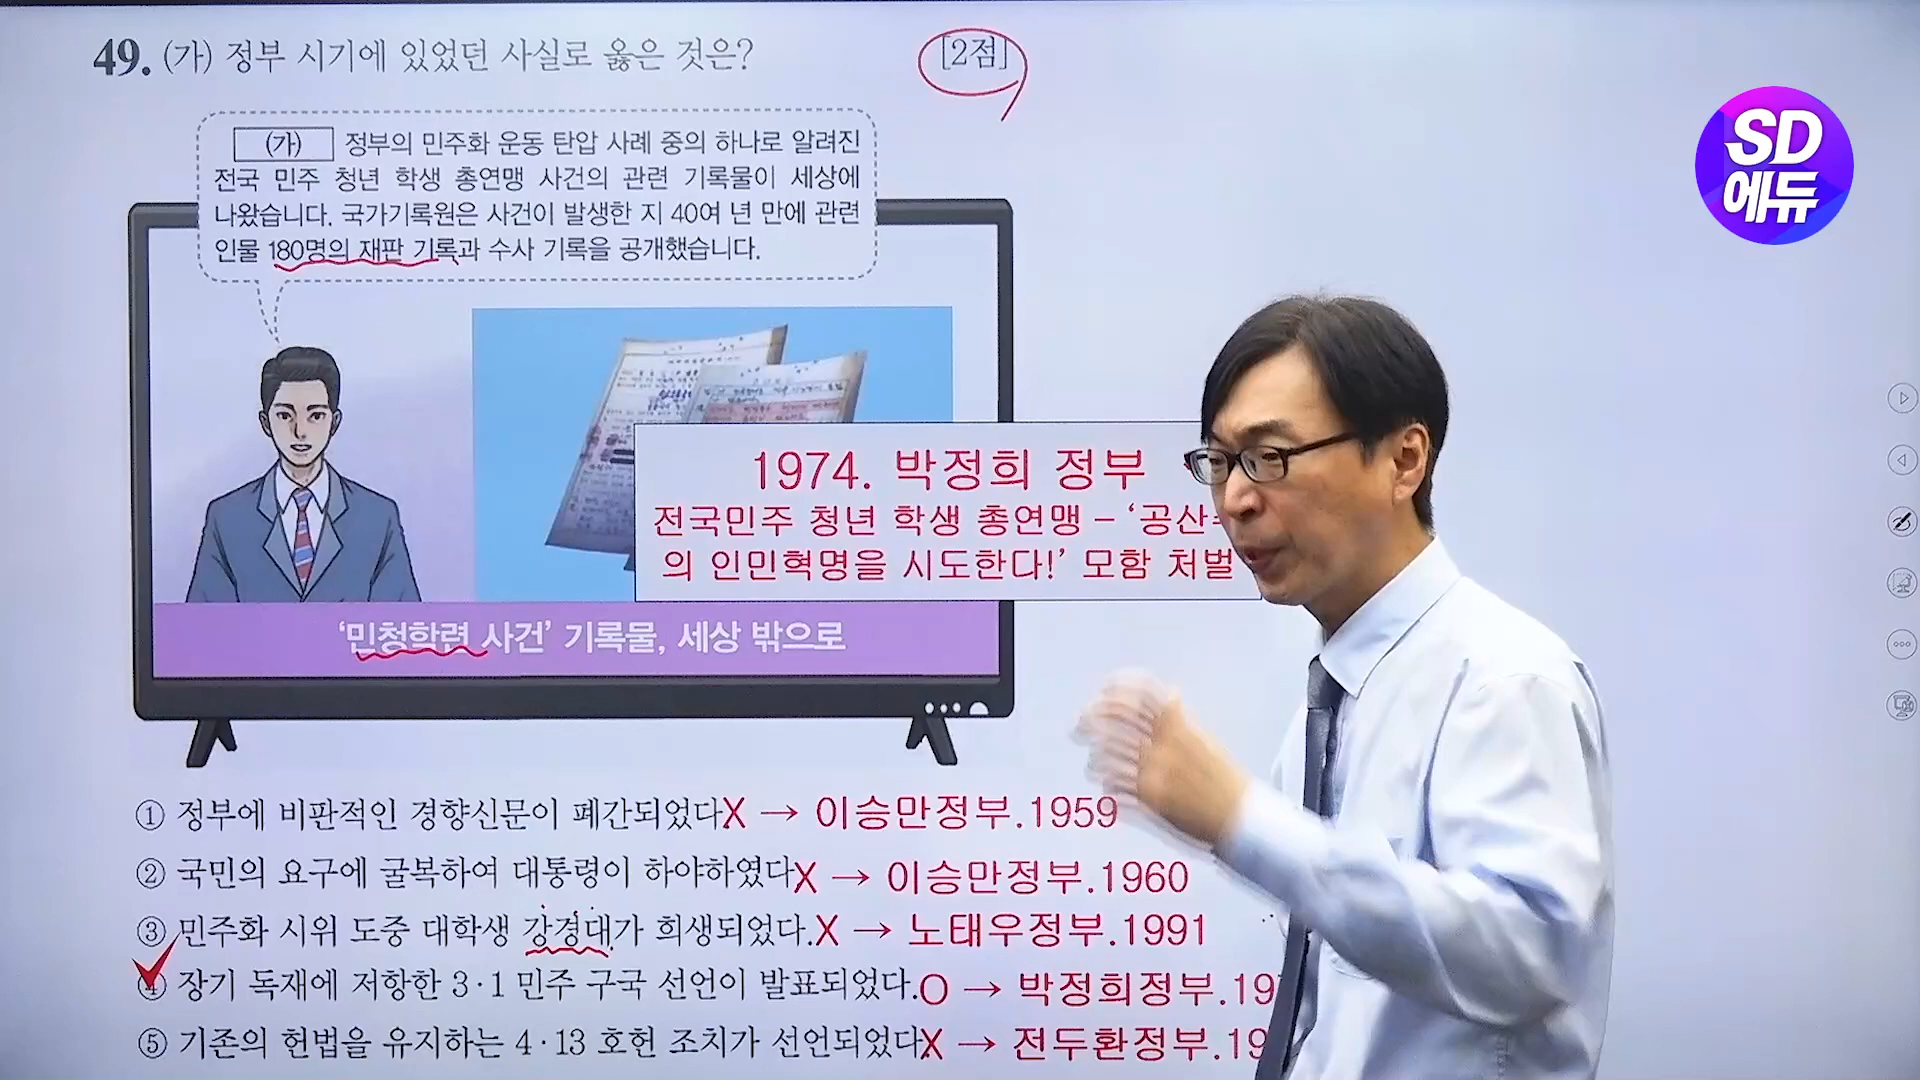 49. (가) 정부 시기에 있었던 사실로 옳은 것은? [2점]
SD
에듀
(가) 정부의 민주화 운동 탄압 사례 중의 하나로 알려진
전국 민주 청년 학생 총연맹 사건의 관련 기록물이 세상에
나왔습니다. 국가기록원은 사건이 발생한 지 40여 년 만에 관련
인물 180명의 재판 기록과 수사 기록을 공개했습니다.
1974. 박정희 정부
전국민주 청년 학생 총연맹 – ‘공산
의 인민혁명을 시도한다!’ 모함 처벌
‘민청학련 사건’ 기록물, 세상 밖으로
① 정부에 비판적인 경향신문이 폐간되었다X → 이승만정부.1959
② 국민의 요구에 굴복하여 대통령이 하야하였다X → 이승만정부.1960
③ 민주화 시위 도중 대학생 강경대가 희생되었다.X → 노태우정부.1991
④ 장기 독재에 저항한 3·1 민주 구국 선언이 발표되었다.O → 박정희정부.19
⑤ 기존의 헌법을 유지하는 4·13 호헌 조치가 선언되었다X → 전두환정부.19